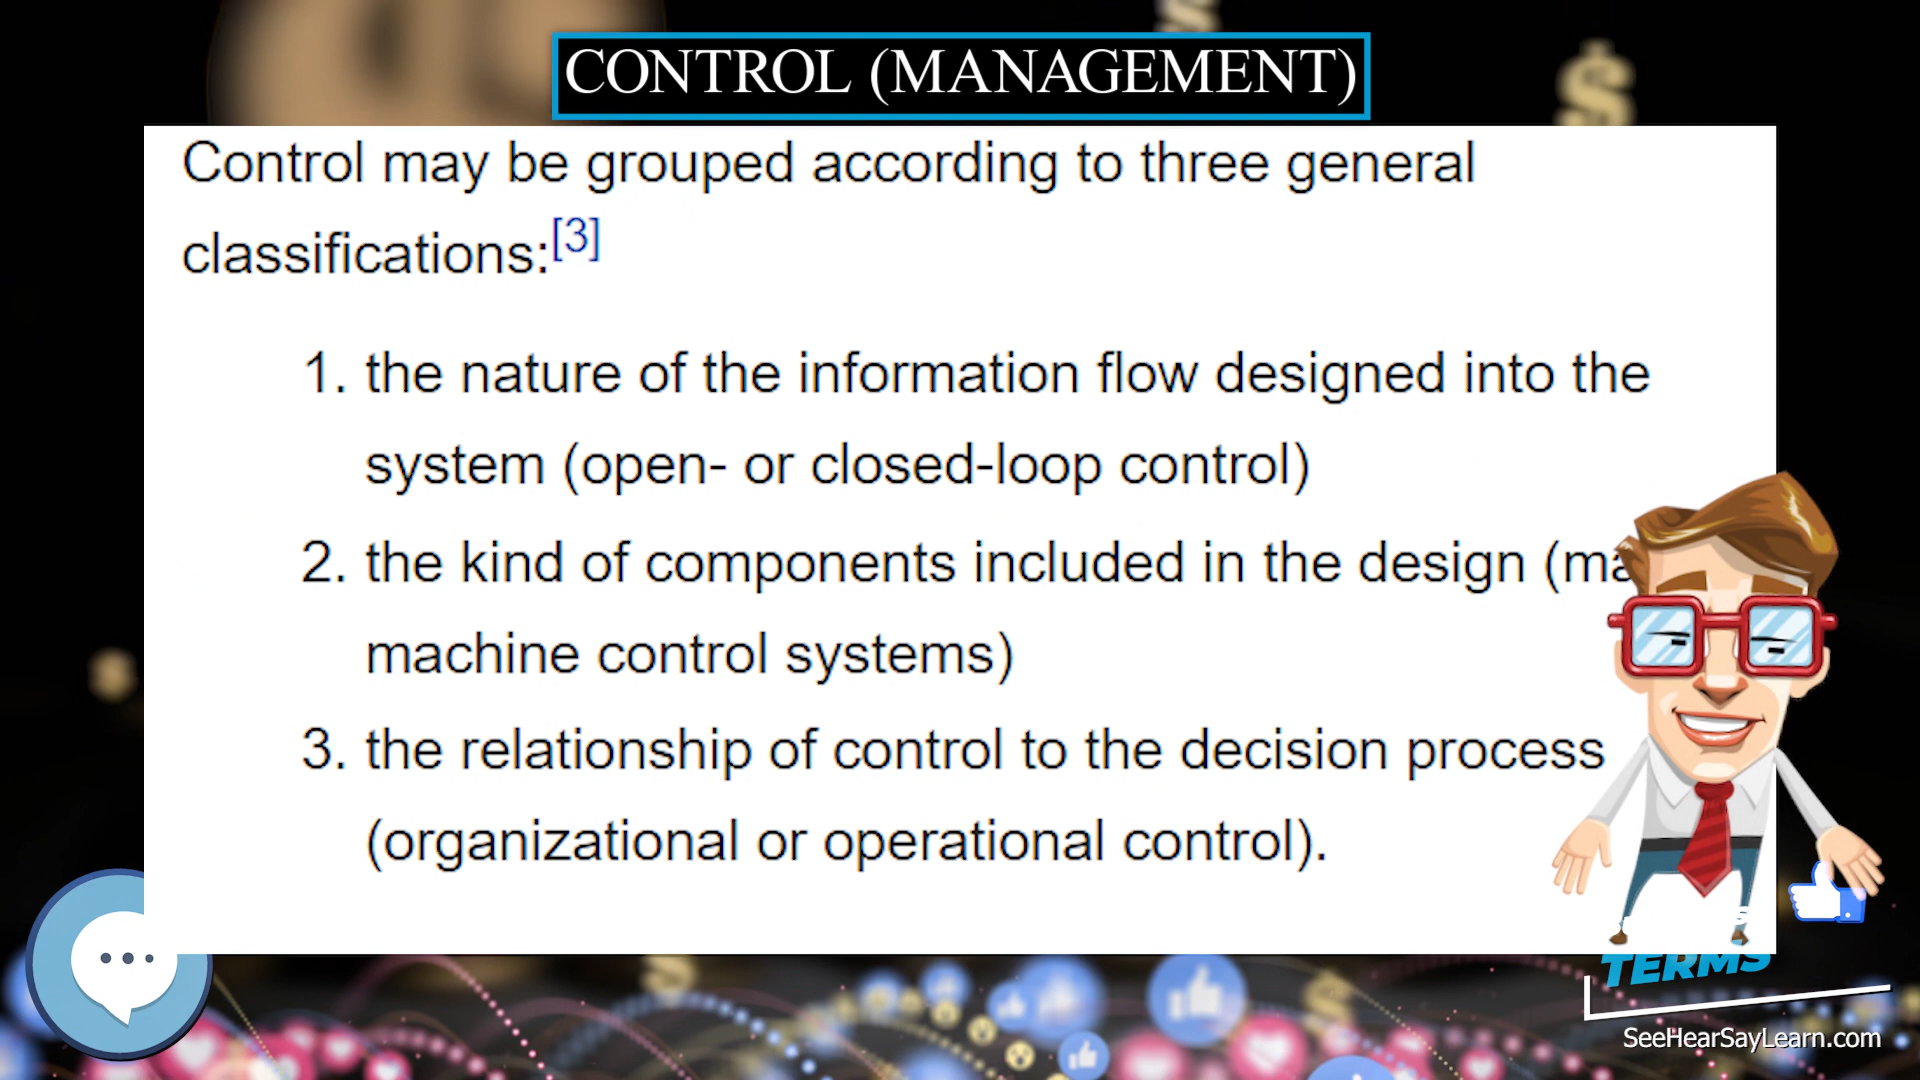 CONTROL (MANAGEMENT)
Control may be grouped according to three general
classifications:[3]
1. the nature of the information flow designed into the
system (open- or closed-loop control)
2. the kind of components included in the design
machine control systems)
3. the relationship of control to the decision process
(organizational or operational control).
TERMS
SeeHearSayLearn.com